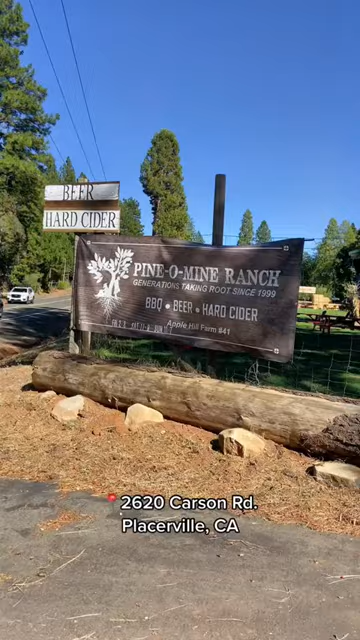 BEER
HARD CIDER
PINE-O-MINE RANCH
GENERATIONS TAKING ROOT SINCE 1999
BBQ • BEER • HARD CIDER
Apple Hill Farm #41
2620 Carson Rd.
Placerville, CA